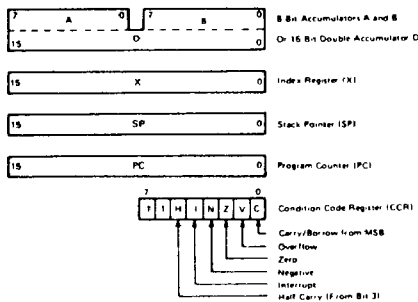 7 A 0 7 B 0 8 Bit Accumulators A and B
15 D 0 Or 16 Bit Double Accumulator D
15 X 0 Index Register (X)
15 SP 0 Stack Pointer (SP)
15 PC 0 Program Counter (PC)
7 0
1 1 H I N Z V C Condition Code Register (CCR)
Carry/Borrow from MSB
Overflow
Zero
Negative
Interrupt
Half Carry (From Bit 3)